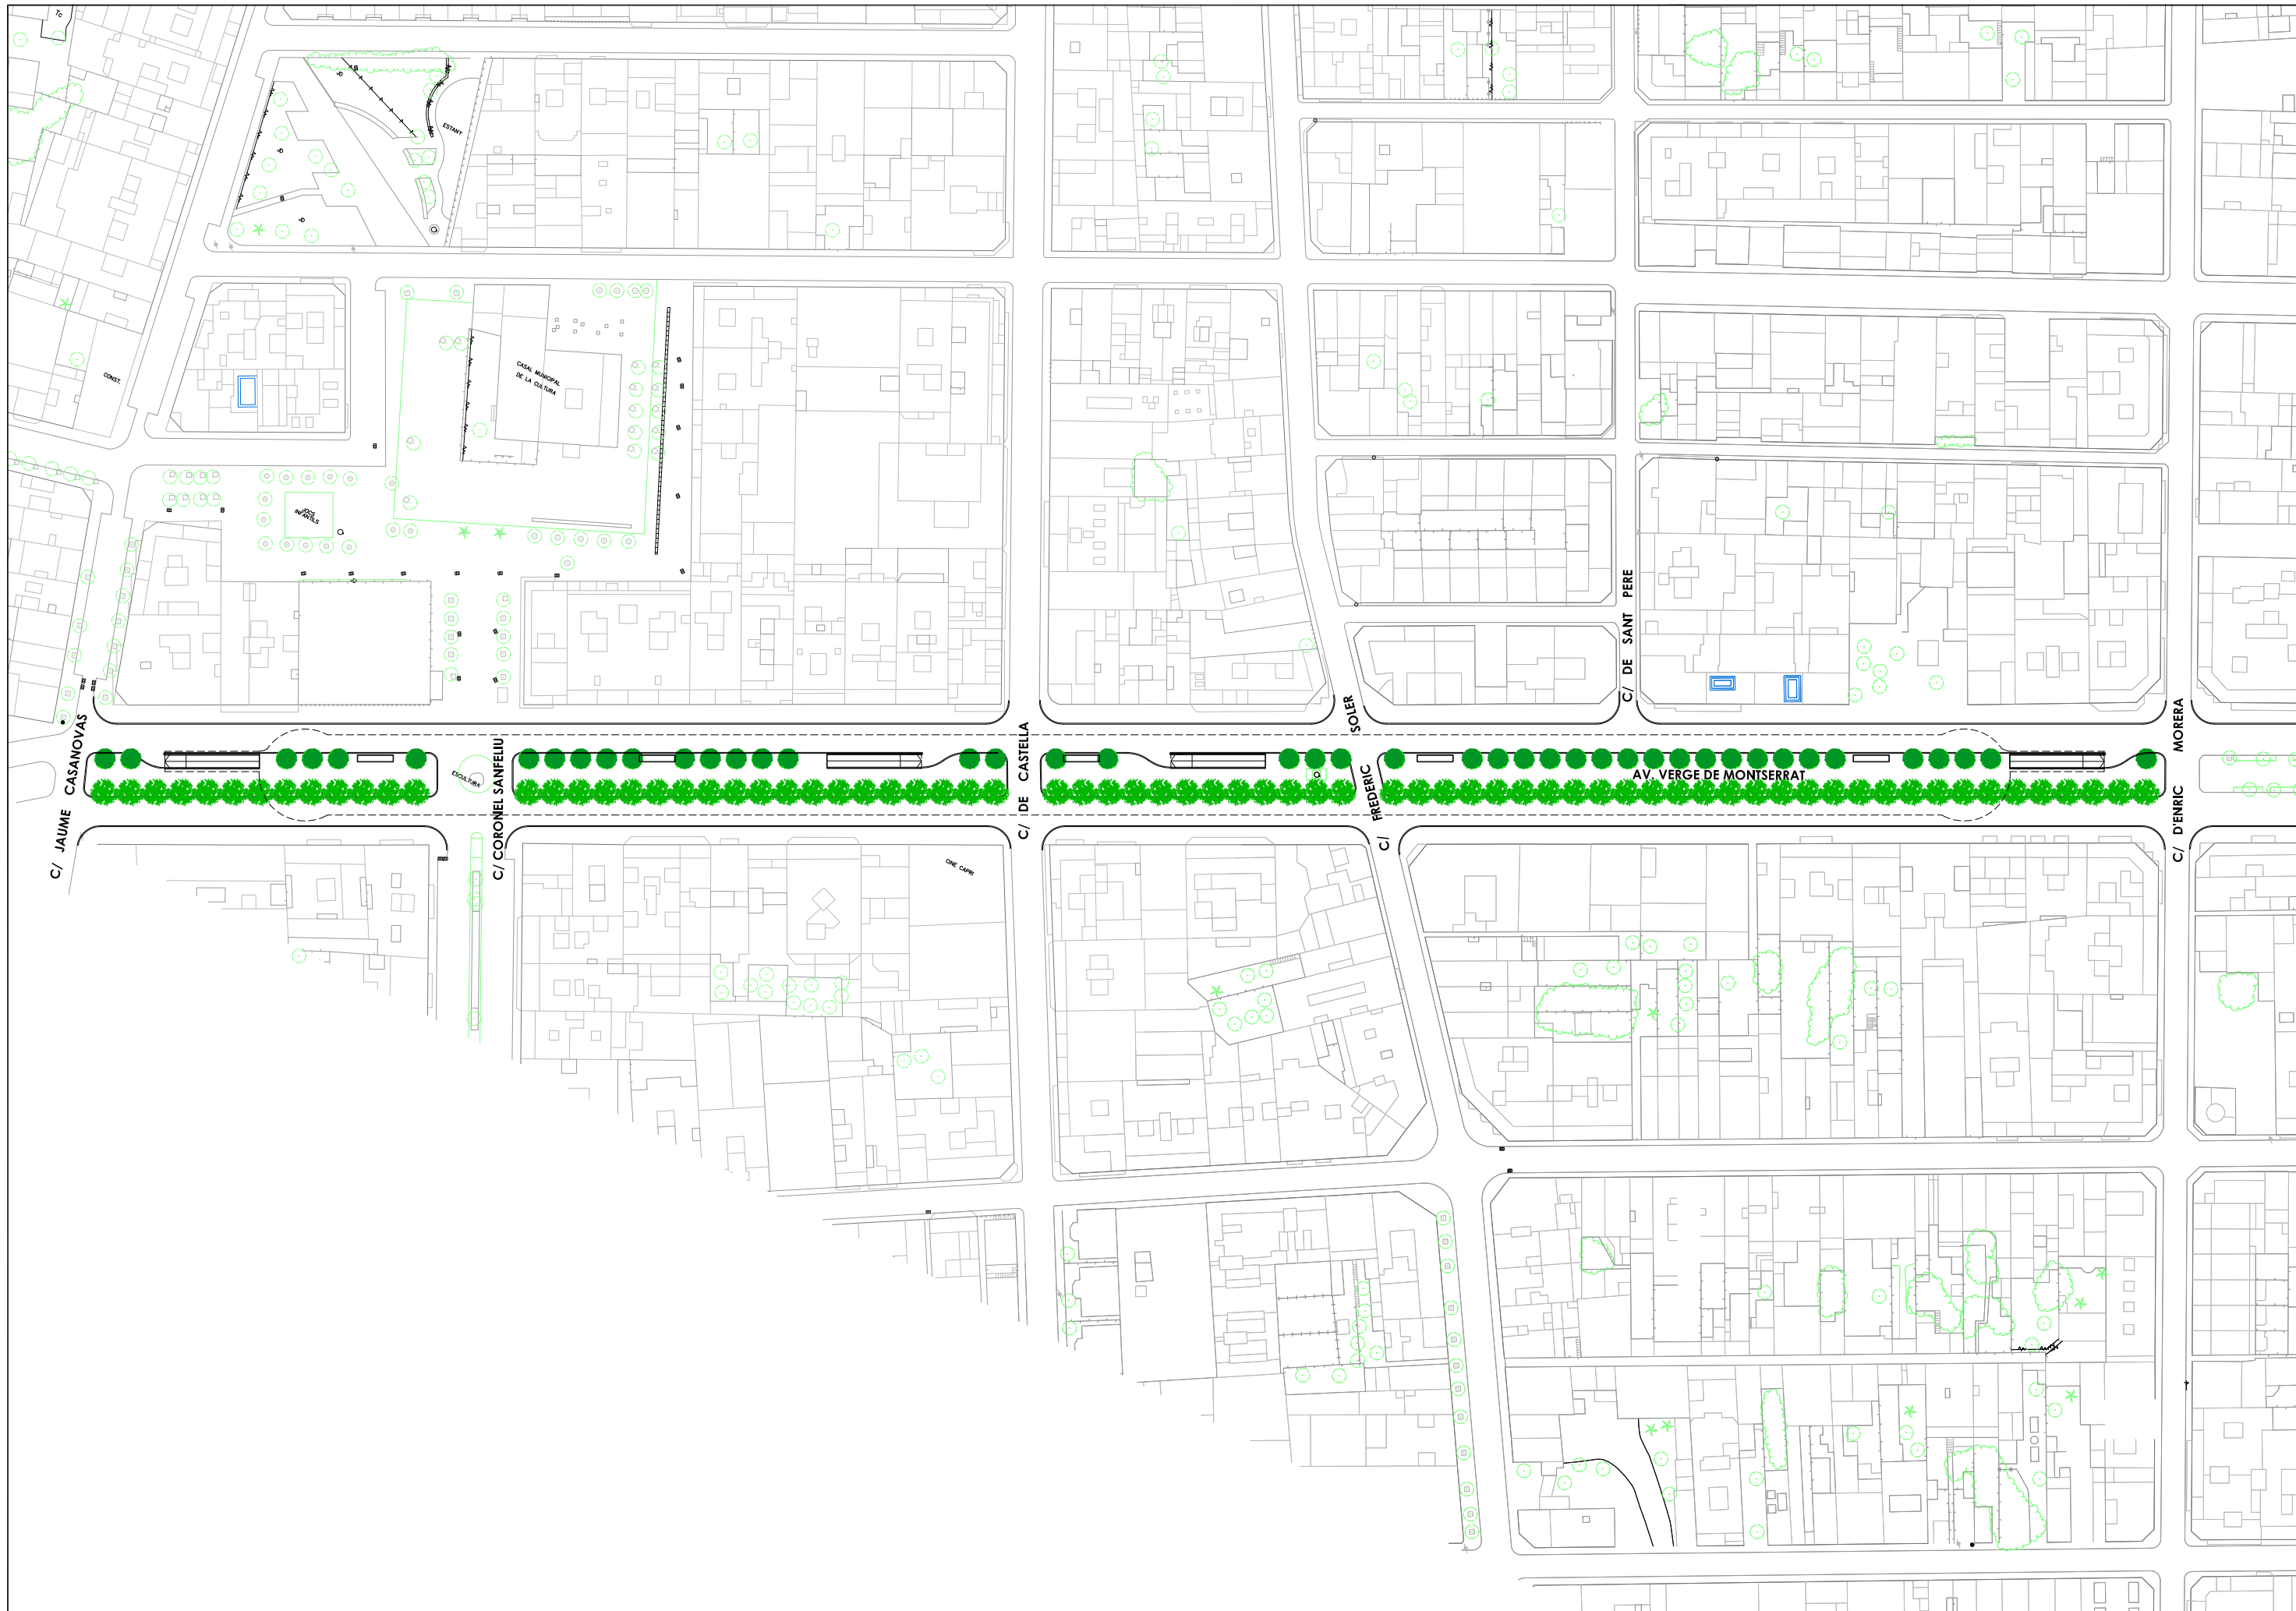 Tc
ESTANY
CONST.
CASAL MUNICIPAL
DE LA CULTURA
JOCS
INFANTILS
C/ DE SANT PERE
C/ JAUME CASANOVAS
ESCULTURA
C/ CORONEL SANFELIU
C/ DE CASTELLA
C/ FREDERIC SOLER
AV. VERGE DE MONTSERRAT
C/ D'ENRIC MORERA
CINE CAPRI